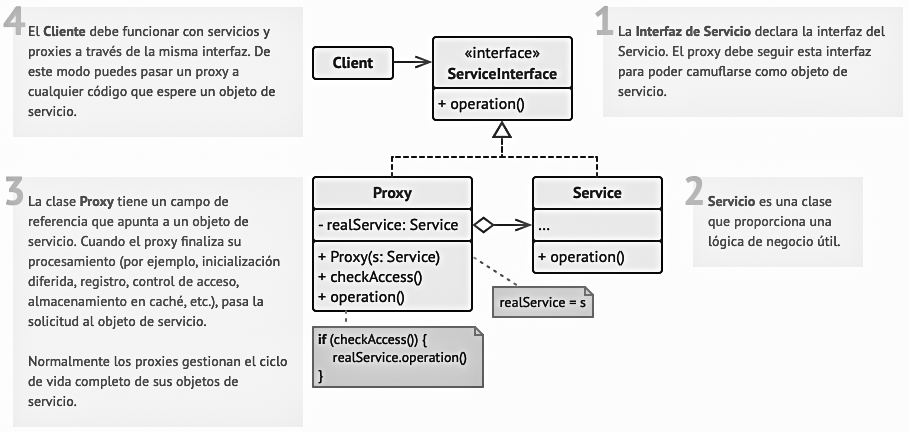 4
El Cliente debe funcionar con servicios y
proxies a través de la misma interfaz. De
este modo puedes pasar un proxy a
cualquier código que espere un objeto de
servicio.
Client
«interface»
ServiceInterface
+ operation()
1
La Interfaz de Servicio declara la interfaz del
Servicio. El proxy debe seguir esta interfaz
para poder camuflarse como objeto de
servicio.
3
La clase Proxy tiene un campo de
referencia que apunta a un objeto de
servicio. Cuando el proxy finaliza su
procesamiento (por ejemplo, inicialización
diferida, registro, control de acceso,
almacenamiento en caché, etc.), pasa la
solicitud al objeto de servicio.
Normalmente los proxies gestionan el ciclo
de vida completo de sus objetos de
servicio.
Proxy
- realService: Service
+ Proxy(s: Service)
+ checkAccess()
+ operation()
if (checkAccess()) {
realService.operation()
}
realService = s
Service
...
+ operation()
2
Servicio es una clase
que proporciona una
lógica de negocio útil.